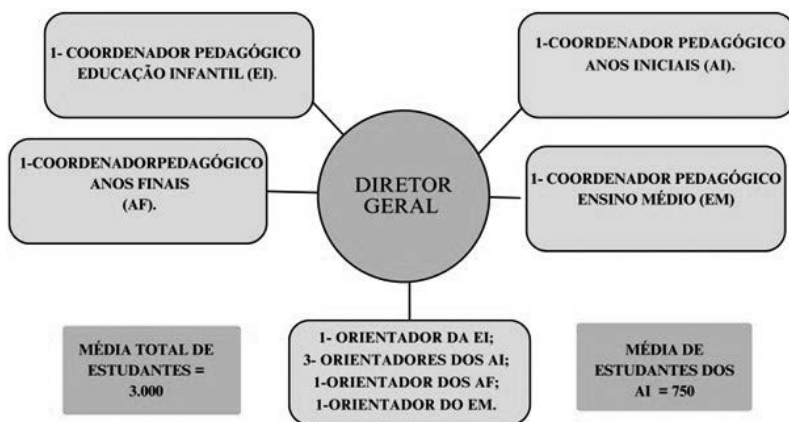 1- COORDENADOR PEDAGÓGICO
EDUCAÇÃO INFANTIL (EI).
1-COORDENADOR PEDAGÓGICO
ANOS INICIAIS (AI).
1-COORDENADORPEDAGÓGICO
ANOS FINAIS
(AF).
DIRETOR
GERAL
1- COORDENADOR PEDAGÓGICO
ENSINO MÉDIO (EM)
MÉDIA TOTAL DE
ESTUDANTES =
3.000
1- ORIENTADOR DA EI;
3- ORIENTADORES DOS AI;
1-ORIENTADOR DOS AF;
1-ORIENTADOR DO EM.
MÉDIA DE
ESTUDANTES DOS
AI = 750